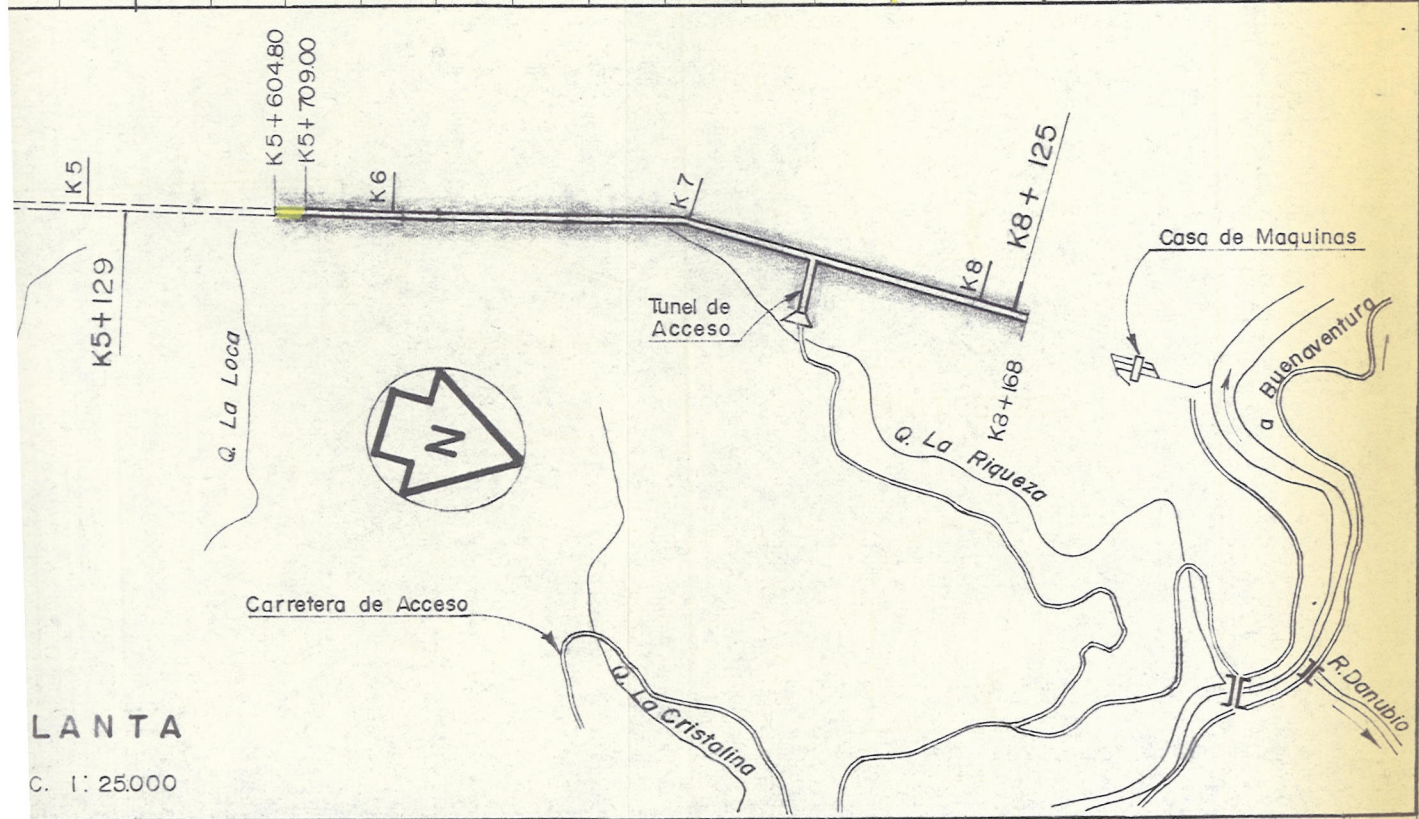 K5+604.80
K5+709.00
K5
K6
K7
K8
K8+ 125
K5+129
Q. La Loca
Tunel de
Acceso
Casa de Maquinas
a Buenaventura
K3+168
Q. La Riqueza
N
Carretera de Acceso
Q. La Cristalina
R. Danubio
LANTA
C. 1: 25.000